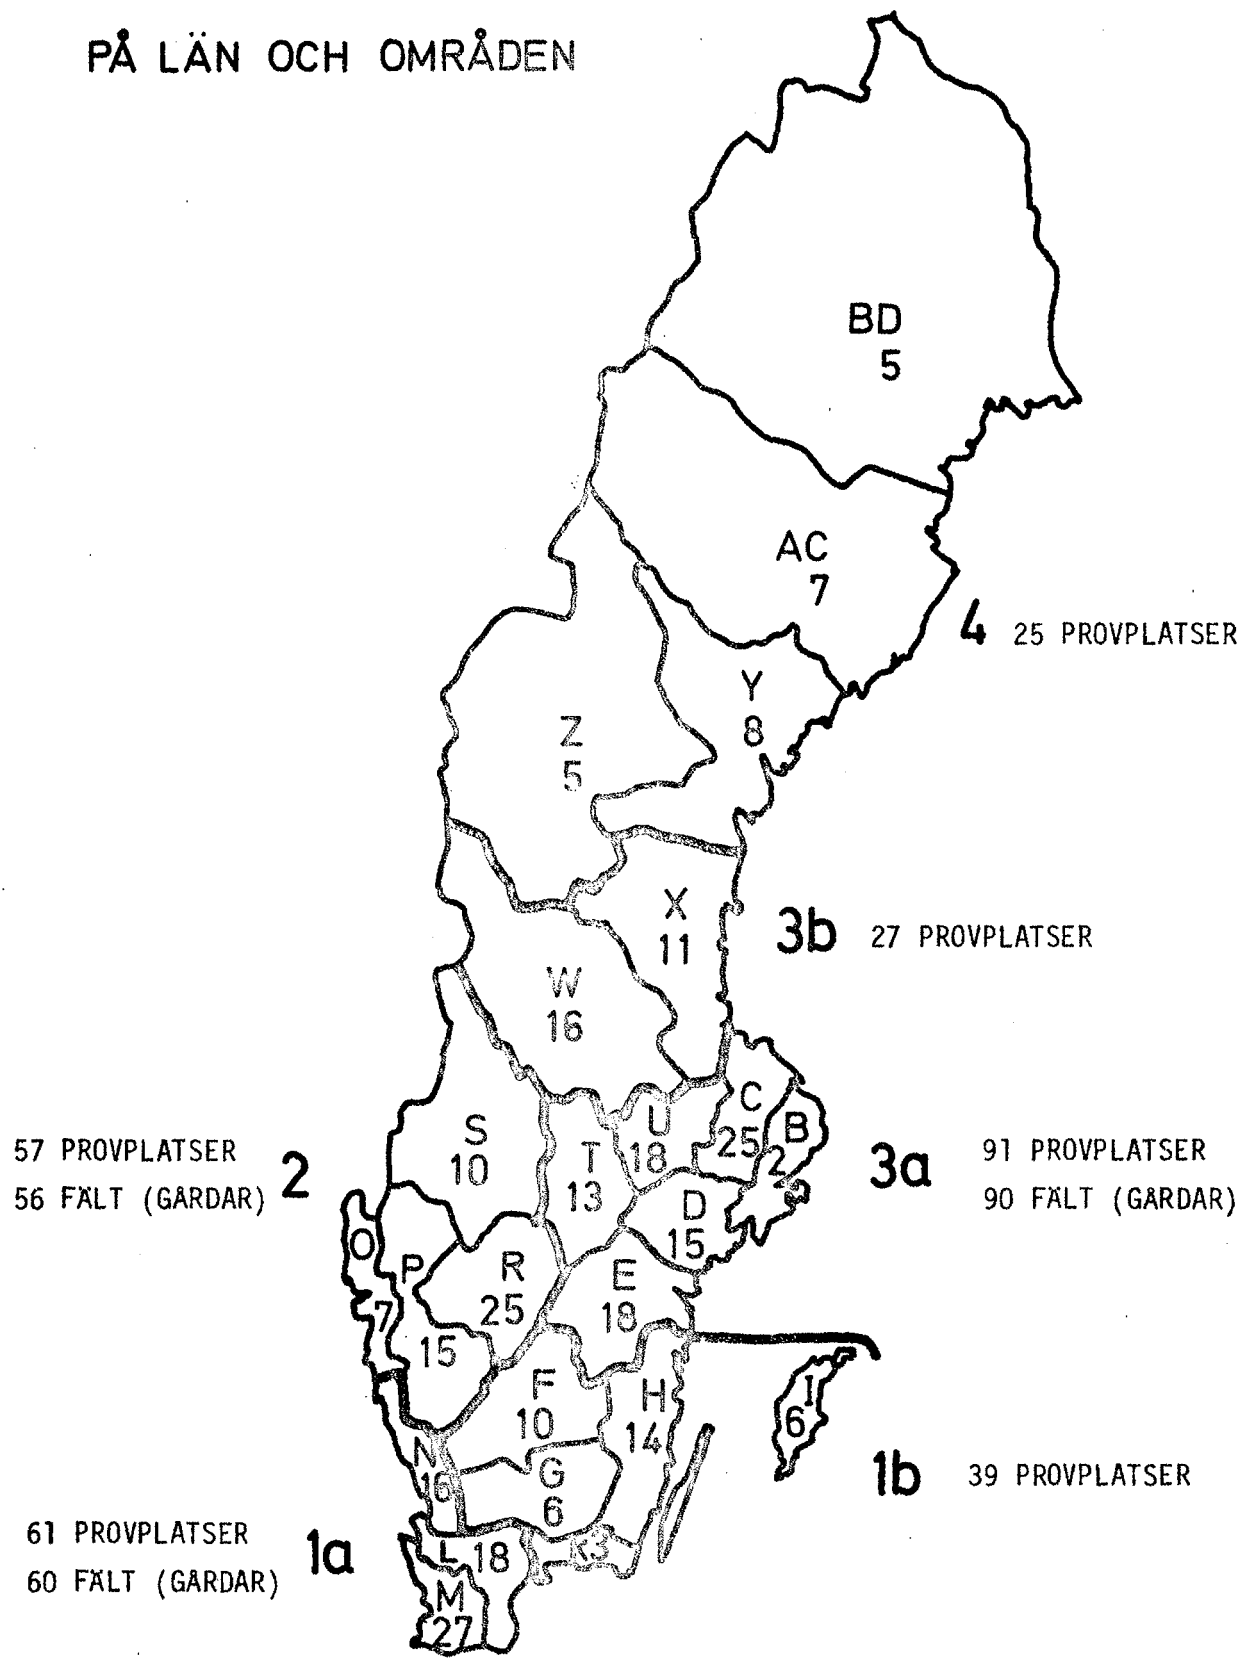 PÅ LÄN OCH OMRÅDEN
BD
5
AC
7
4 25 PROVPLATSER
Y
8
Z
5
X
11
3b 27 PROVPLATSER
W
16
C
25
B
2
U
18
S
10
T
13
57 PROVPLATSER
56 FÄLT (GÅRDAR)
2
3a
91 PROVPLATSER
90 FÄLT (GÅRDAR)
D
15
O
7
P
15
R
25
E
18
F
10
H
14
I
6
N
16
G
6
1b 39 PROVPLATSER
61 PROVPLATSER
60 FÄLT (GÅRDAR)
1a
L 18
K3
M
27